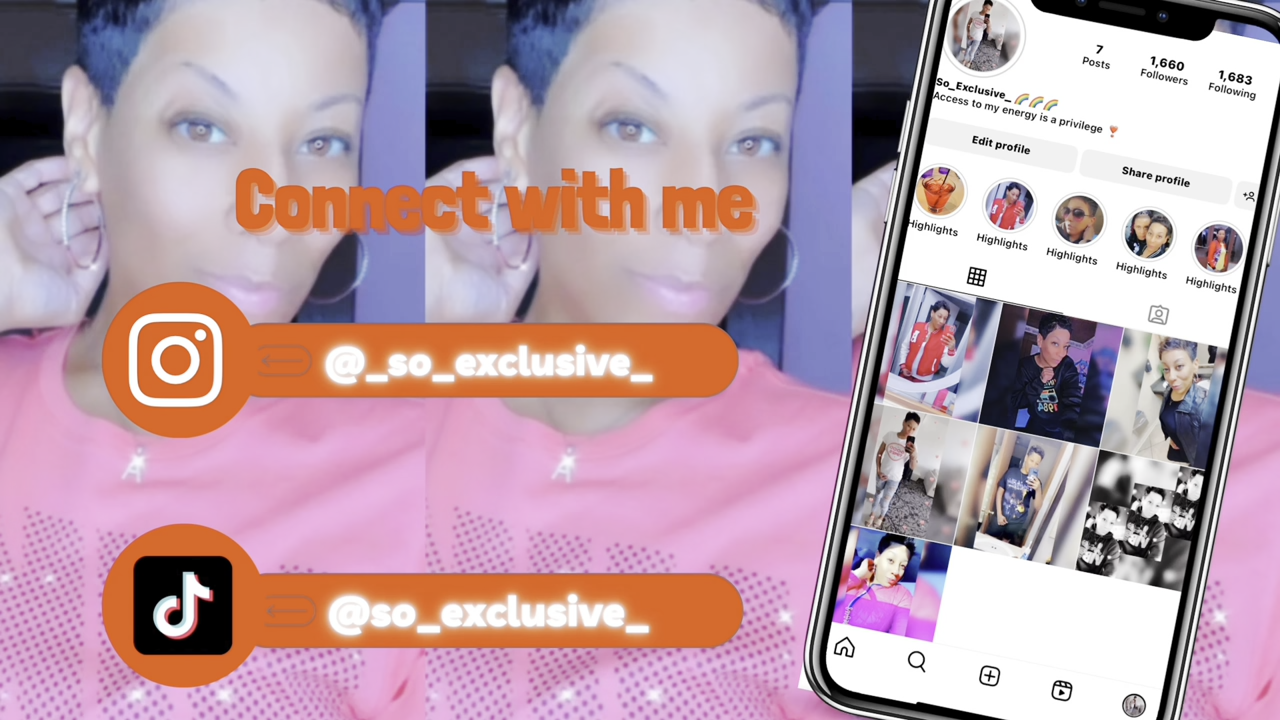 Connect with me
@_so_exclusive_
@so_exclusive_
7
Posts
1,660
Followers
1,683
Following
So_Exclusive_ 🌈🌈🌈
Access to my energy is a privilege 🍷
Edit profile
Share profile
Highlights
Highlights
Highlights
Highlights
Highlights
1984
A